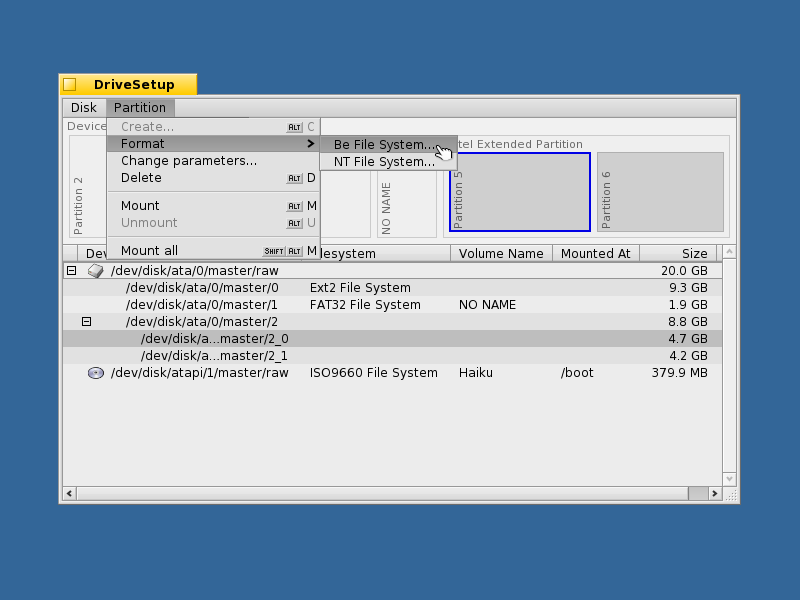 DriveSetup
Disk Partition
Device
Create... ALT C
Format
Change parameters...
Delete ALT D
Mount ALT M
Unmount ALT U
Mount all SHIFT ALT M
Be File System...
NT File System...
tel Extended Partition
Partition 2
NO NAME
Partition 5
Partition 6
Dev lesystem Volume Name Mounted At Size
/dev/disk/ata/0/master/raw 20.0 GB
/dev/disk/ata/0/master/0 Ext2 File System 9.3 GB
/dev/disk/ata/0/master/1 FAT32 File System NO NAME 1.9 GB
/dev/disk/ata/0/master/2 8.8 GB
/dev/disk/a...master/2_0 4.7 GB
/dev/disk/a...master/2_1 4.2 GB
/dev/disk/atapi/1/master/raw ISO9660 File System Haiku /boot 379.9 MB